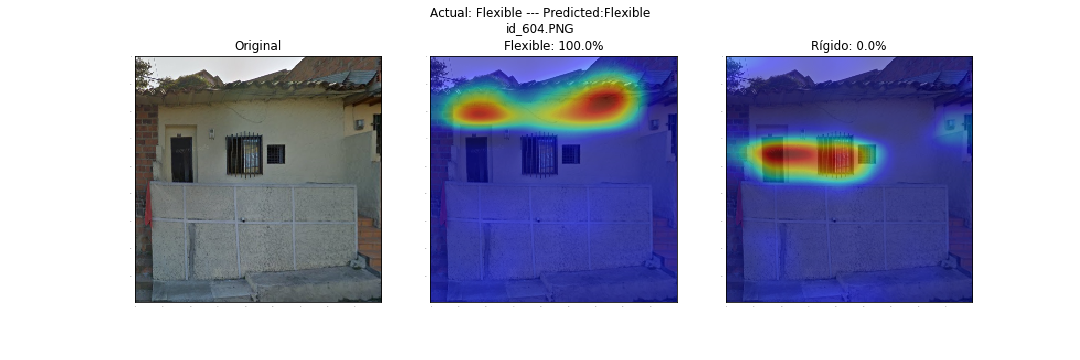 Actual: Flexible --- Predicted:Flexible
id_604.PNG
Original
Flexible: 100.0%
Rígido: 0.0%